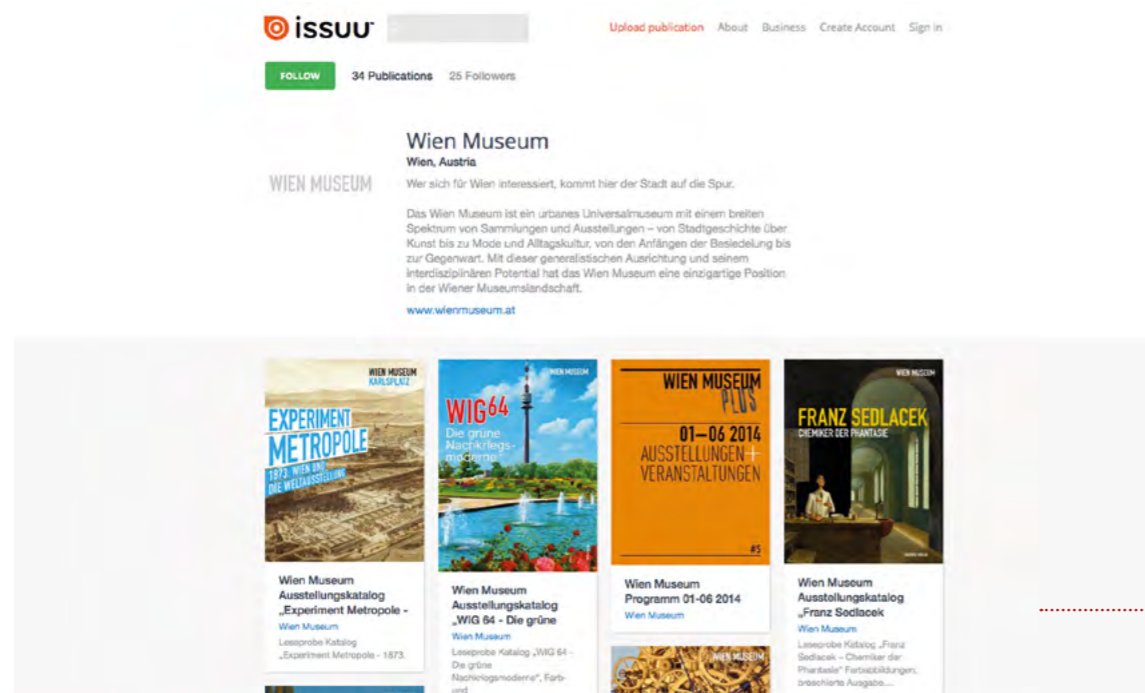 issuu
Upload publication About Business Create Account Sign in
FOLLOW 34 Publications 25 Followers
WIEN MUSEUM
Wien Museum
Wien, Austria
Wer sich für Wien interessiert, kommt hier der Stadt auf die Spur.
Das Wien Museum ist ein urbanes Universalmuseum mit einem breiten
Spektrum von Sammlungen und Ausstellungen – von Stadtgeschichte über
Kunst bis zu Mode und Alltagskultur, von den Anfängen der Besiedelung bis
zur Gegenwart. Mit dieser generalistischen Ausrichtung und seinem
interdisziplinären Potential hat das Wien Museum eine einzigartige Position
in der Wiener Museumslandschaft.
www.wienmuseum.at
WIEN MUSEUM
KARLSPLATZ
EXPERIMENT
METROPOLE
1873: WIEN UND
DIE WELTAUSSTELLUNG
Wien Museum
Ausstellungskatalog
„Experiment Metropole -
Wien Museum
Leseprobe Katalog
„Experiment Metropole - 1873.
WIEN MUSEUM
WIG64
Die grüne
Nachkriegs-
moderne
Wien Museum
Ausstellungskatalog
„WIG 64 - Die grüne
Wien Museum
Leseprobe Katalog „WIG 64 -
Die grüne
Nachkriegsmoderne", Farb-
und
WIEN MUSEUM
PLUS
01–06 2014
AUSSTELLUNGEN+
VERANSTALTUNGEN
#5
Wien Museum
Programm 01-06 2014
Wien Museum
WIEN MUSEUM
WIEN MUSEUM
FRANZ SEDLACEK
CHEMIKER DER PHANTASIE
Wien Museum
Ausstellungskatalog
„Franz Sedlacek
Wien Museum
Leseprobe Katalog „Franz
Sedlacek - Chemiker der
Phantasie" Farbabbildungen,
broschierte Ausgabe....